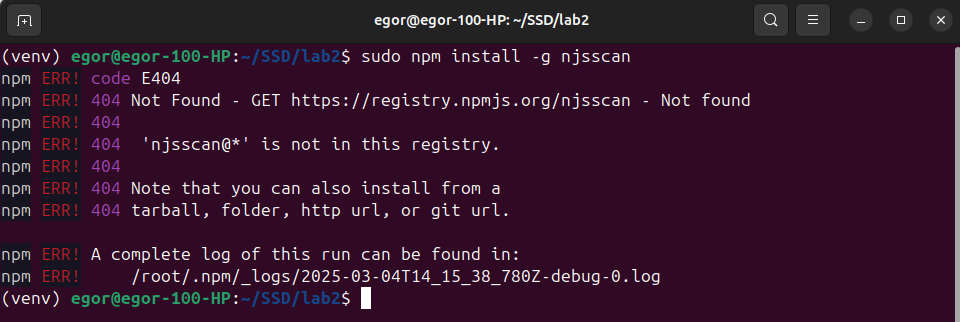 egor@egor-100-HP: ~/SSD/lab2
(venv) egor@egor-100-HP:~/SSD/lab2$ sudo npm install -g njsscan
npm ERR! code E404
npm ERR! 404 Not Found - GET https://registry.npmjs.org/njsscan - Not found
npm ERR! 404
npm ERR! 404  'njsscan@*' is not in this registry.
npm ERR! 404
npm ERR! 404 Note that you can also install from a
npm ERR! 404 tarball, folder, http url, or git url.
npm ERR! A complete log of this run can be found in:
npm ERR!     /root/.npm/_logs/2025-03-04T14_15_38_780Z-debug-0.log
(venv) egor@egor-100-HP:~/SSD/lab2$